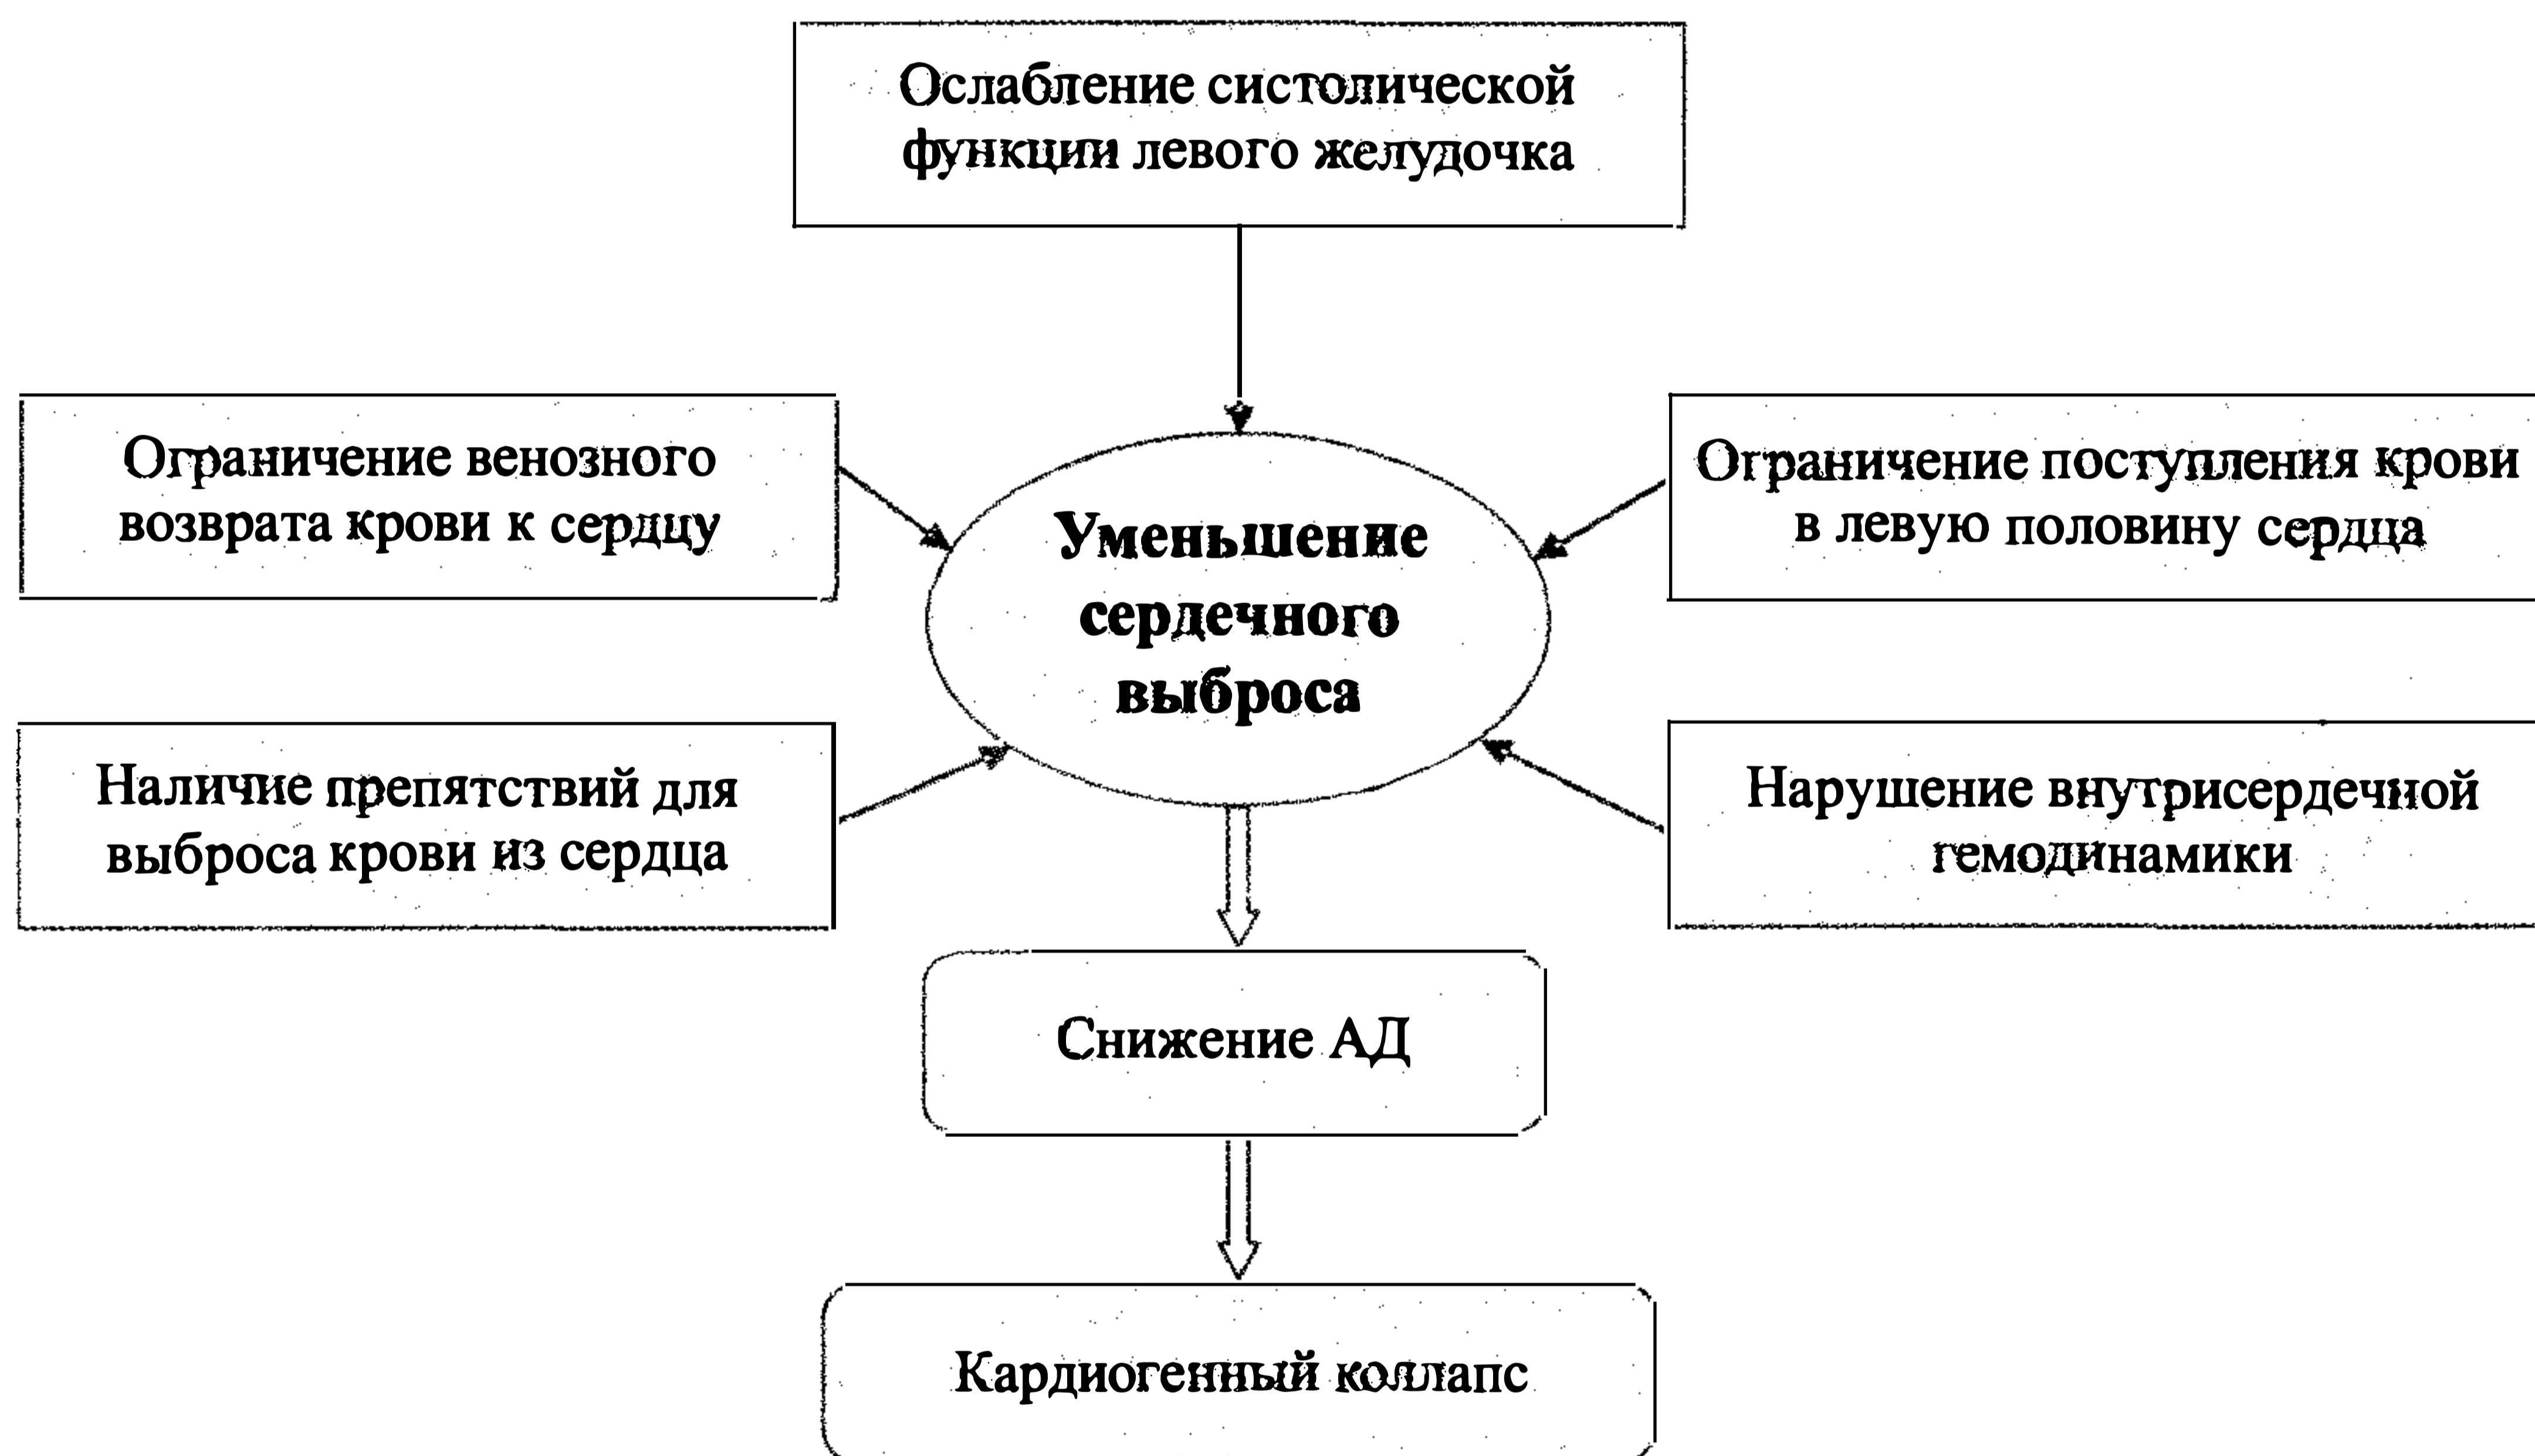 Ослабление систолической
функции левого желудочка
Ограничение венозного
возврата крови к сердцу
Ограничение поступления крови
в левую половину сердца
Уменьшение
сердечного
выброса
Наличие препятствий для
выброса крови из сердца
Нарушение внутрисердечной
гемодинамики
Снижение АД
Кардиогенный коллапс